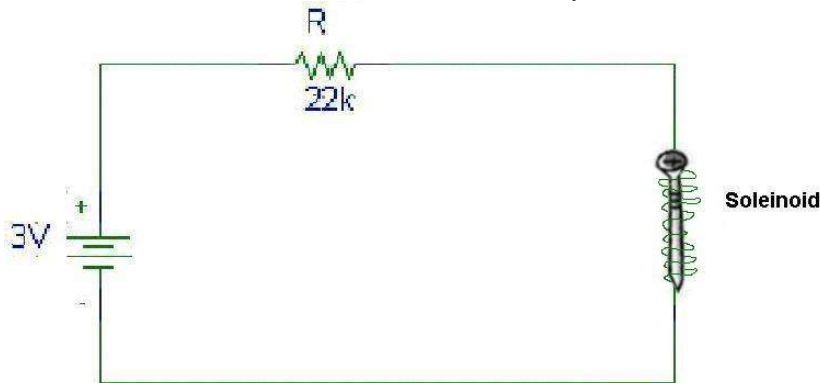 R
22k
+
3V
-
Soleinoid